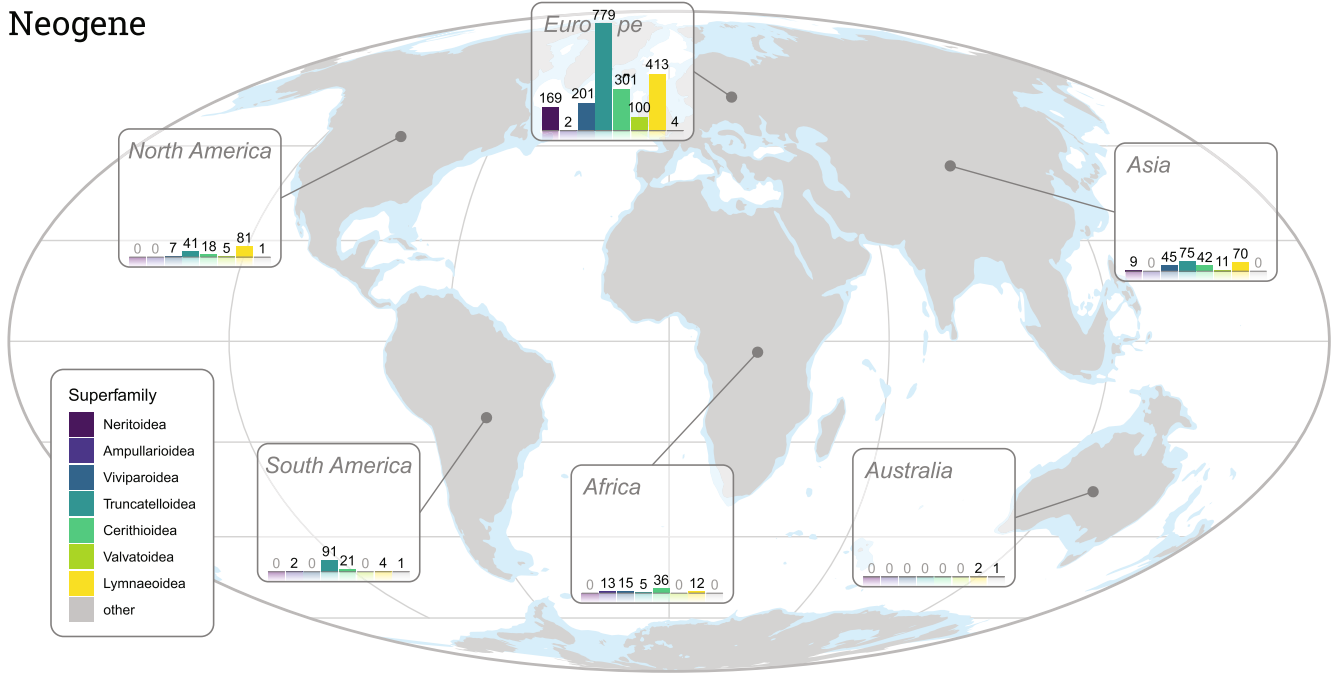 Neogene
Euro pe
779
413
301
201
169
100
2
4
North America
0 0 7 41 18 5 81 1
Asia
9 0 45 75 42 11 70 0
Superfamily
Neritoidea
Ampullarioidea
Viviparoidea
Truncatelloidea
Cerithioidea
Valvatoidea
Lymnaeoidea
other
South America
0 2 0 91 21 0 4 1
Africa
0 13 15 5 36 0 12 0
Australia
0 0 0 0 0 0 2 1